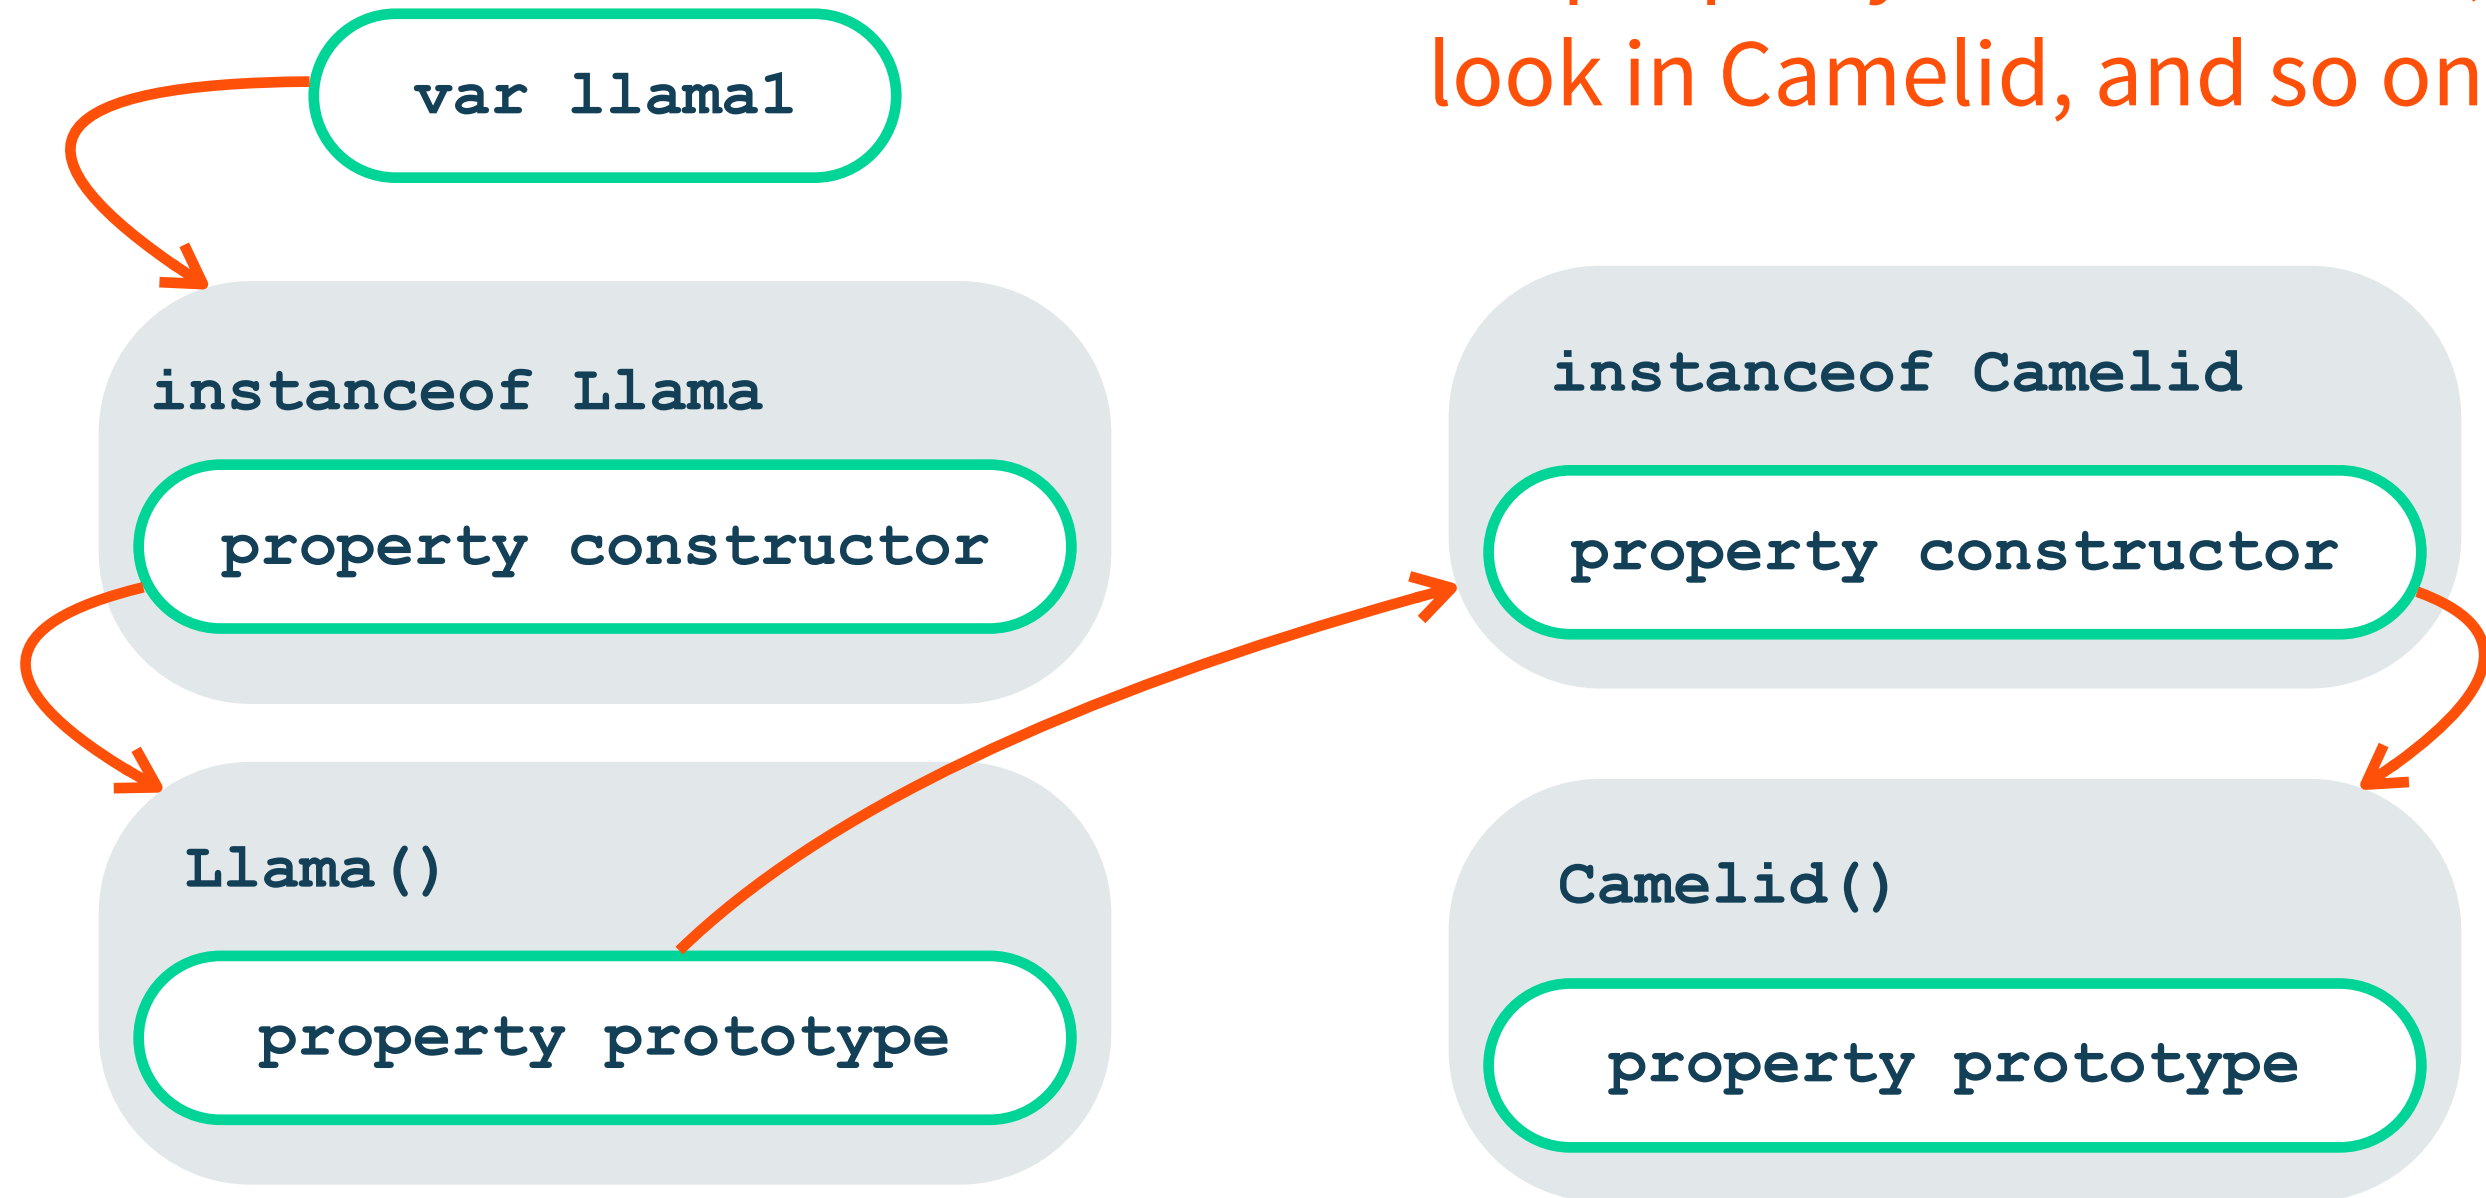 look in Camelid, and so on
var llama1
instanceof Llama
property constructor
Llama()
property prototype
instanceof Camelid
property constructor
Camelid()
property prototype